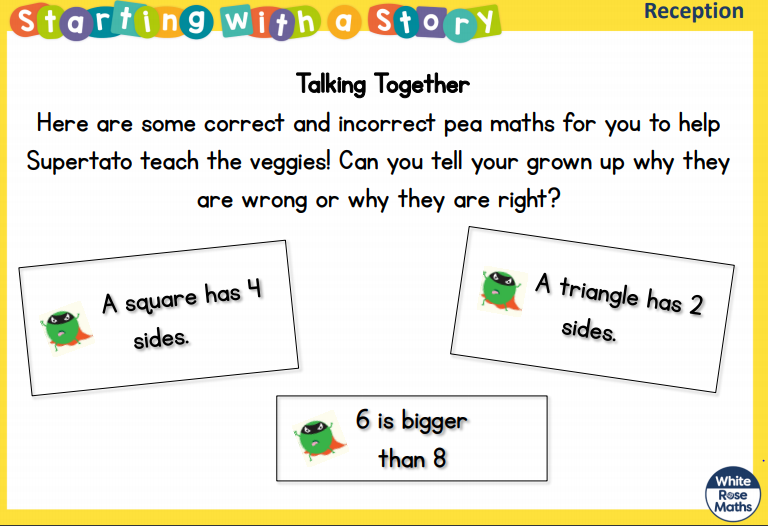 Starting with a Story
Reception
Talking Together
Here are some correct and incorrect pea maths for you to help
Supertato teach the veggies! Can you tell your grown up why they
are wrong or why they are right?
A square has 4
sides.
A triangle has 2
sides.
6 is bigger
than 8
White
Rose
Maths